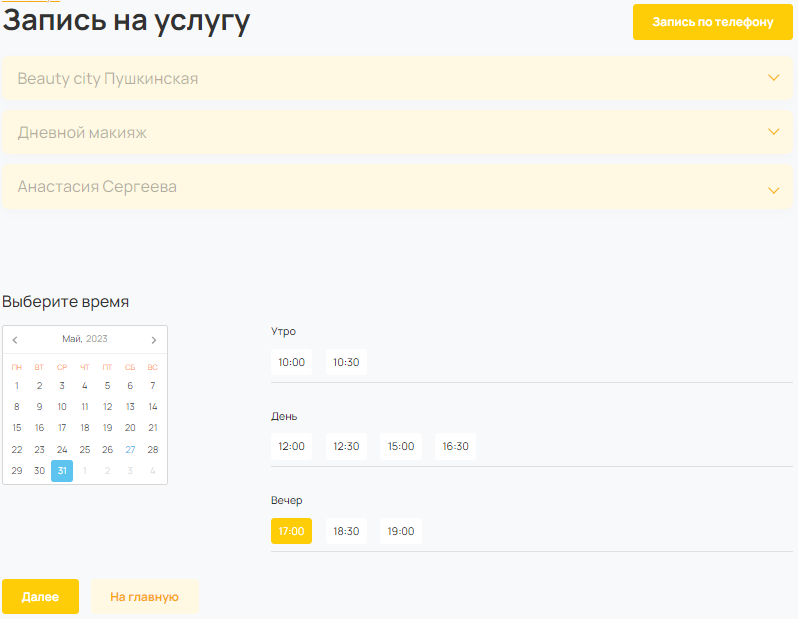 Запись на услугу
Запись по телефону
Beauty city Пушкинская
Дневной макияж
Анастасия Сергеева
Выберите время
Май, 2023
ПН ВТ СР ЧТ ПТ СБ ВС
1 2 3 4 5 6 7
8 9 10 11 12 13 14
15 16 17 18 19 20 21
22 23 24 25 26 27 28
29 30 31 1 2 3 4
Утро
10:00 10:30
День
12:00 12:30 15:00 16:30
Вечер
17:00 18:30 19:00
Далее На главную